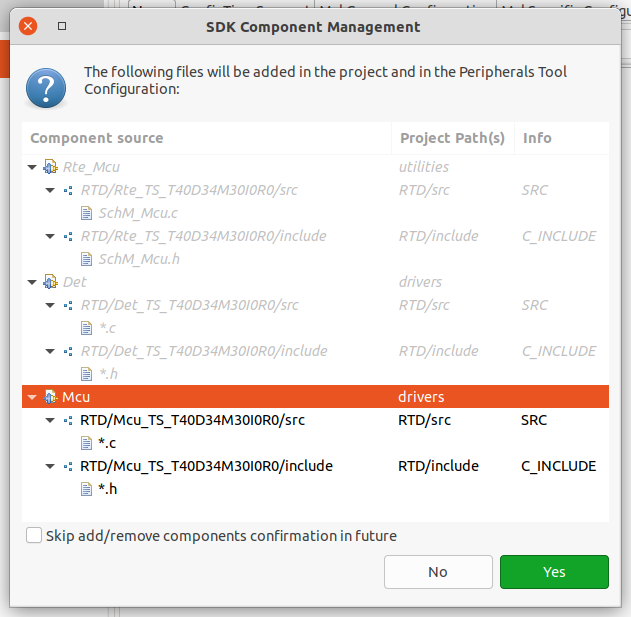 SDK Component Management
The following files will be added in the project and in the Peripherals Tool
Configuration:
Component source Project Path(s) Info
Rte_Mcu utilities
RTD/Rte_TS_T40D34M30I0R0/src RTD/src SRC
SchM_Mcu.c
RTD/Rte_TS_T40D34M30I0R0/include RTD/include C_INCLUDE
SchM_Mcu.h
Det drivers
RTD/Det_TS_T40D34M30I0R0/src RTD/src SRC
*.c
RTD/Det_TS_T40D34M30I0R0/include RTD/include C_INCLUDE
*.h
Mcu drivers
RTD/Mcu_TS_T40D34M30I0R0/src RTD/src SRC
*.c
RTD/Mcu_TS_T40D34M30I0R0/include RTD/include C_INCLUDE
*.h
Skip add/remove components confirmation in future
No Yes